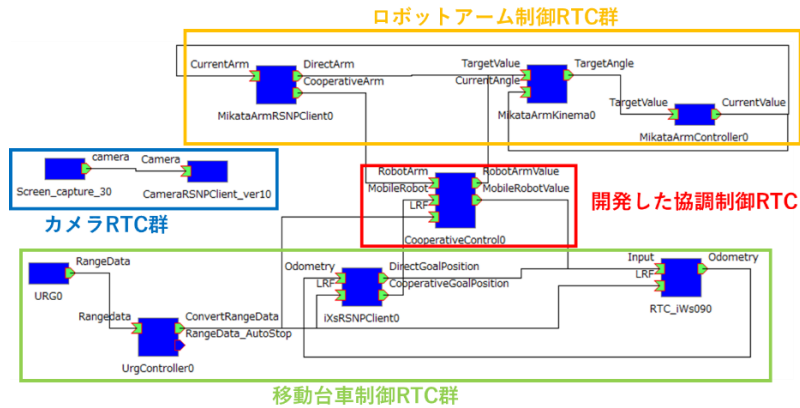 ロボットアーム制御RTC群
CurrentArm
DirectArm
CooperativeArm
MikataArmRSNPClient0
TargetValue
CurrentAngle
TargetAngle
MikataArmKinema0
TargetValue
CurrentValue
MikataArmController0
camera
Camera
Screen_capture_30
CameraRSNPClient_ver10
カメラRTC群
RobotArm
MobileRobot
LRF
RobotArmValue
MobileRobotValue
CooperativeControl0
開発した協調制御RTC
RangeData
URG0
Rangedata
ConvertRangeData
RangeData_AutoStop
UrgController0
Odometry
LRF
DirectGoalPosition
CooperativeGoalPosition
iXsRSNPClient0
Input
LRF
Odometry
RTC_iWs090
移動台車制御RTC群